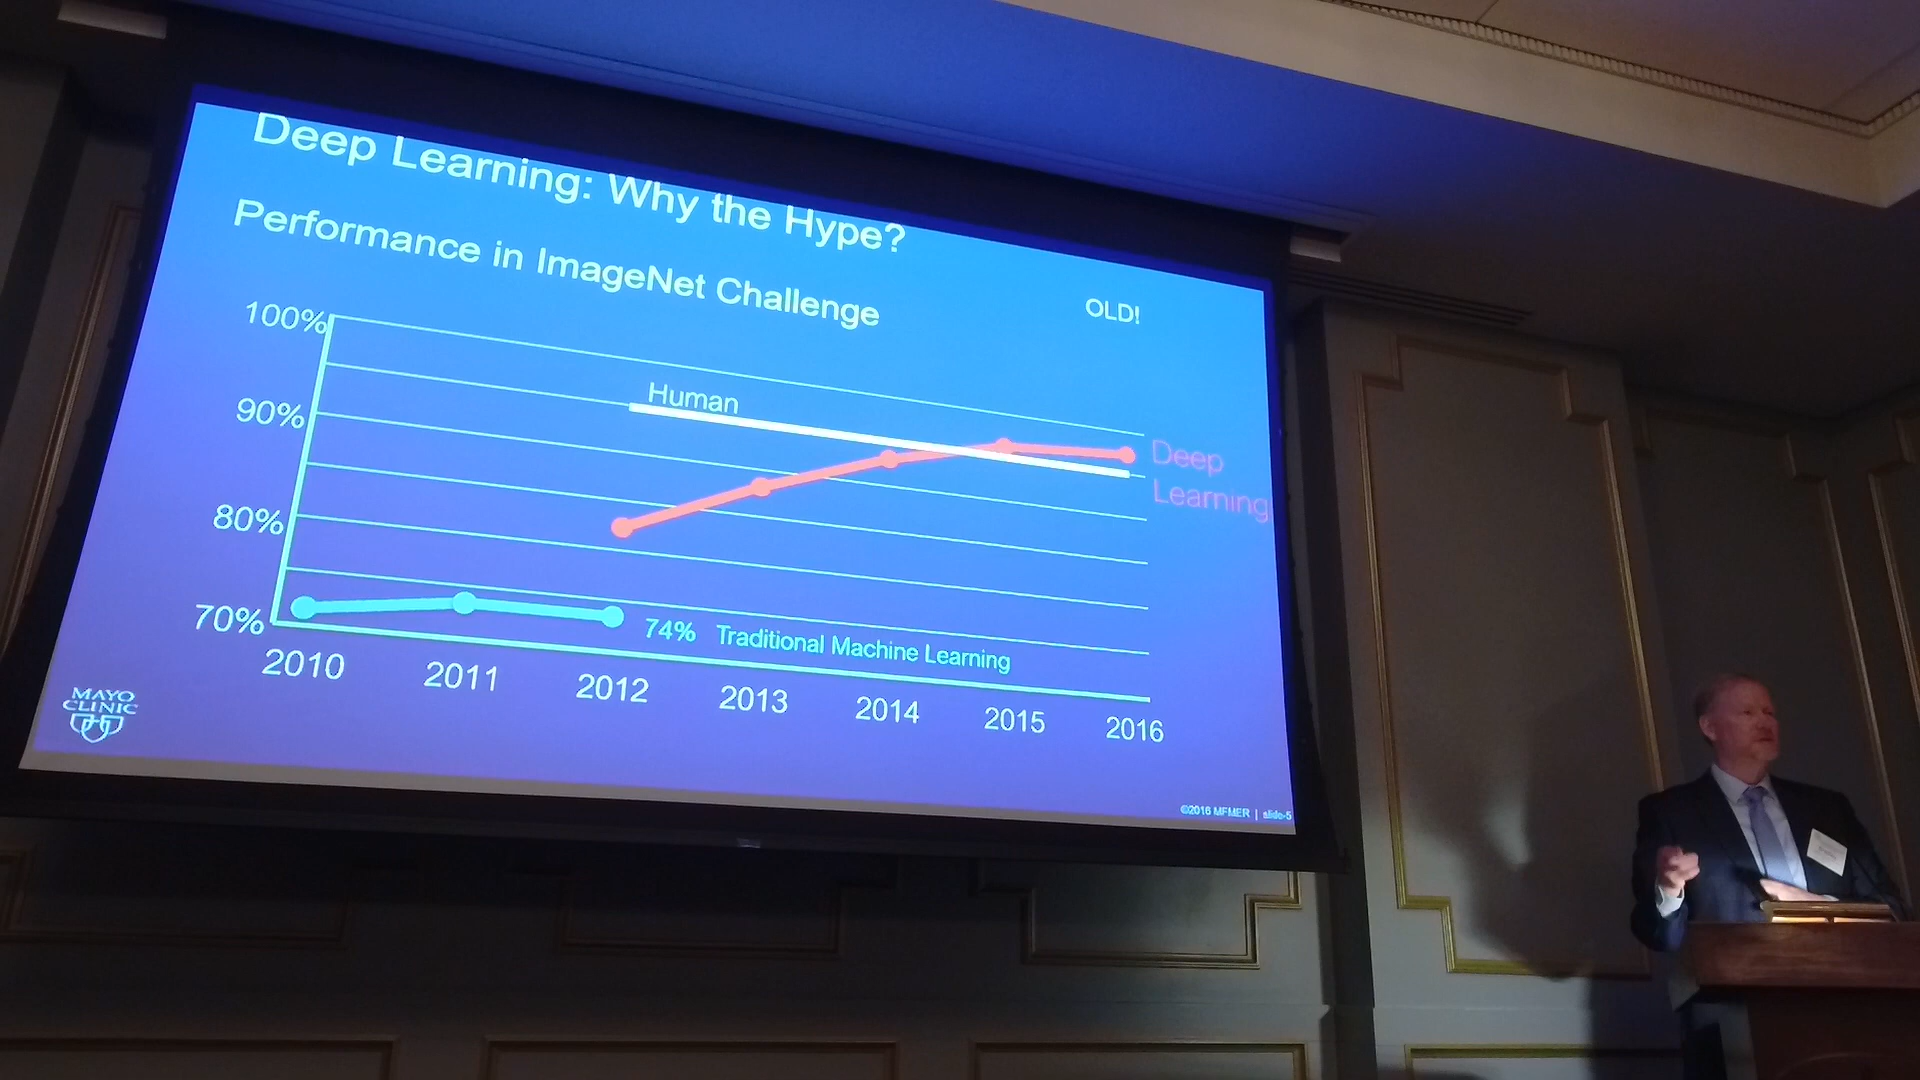 Deep Learning: Why the Hype?
Performance in ImageNet Challenge
OLD!
100%
90%
80%
70%
Human
Deep
Learning
74% Traditional Machine Learning
2010 2011 2012 2013 2014 2015 2016
MAYO
CLINIC
©2016 MFMER | slide-5